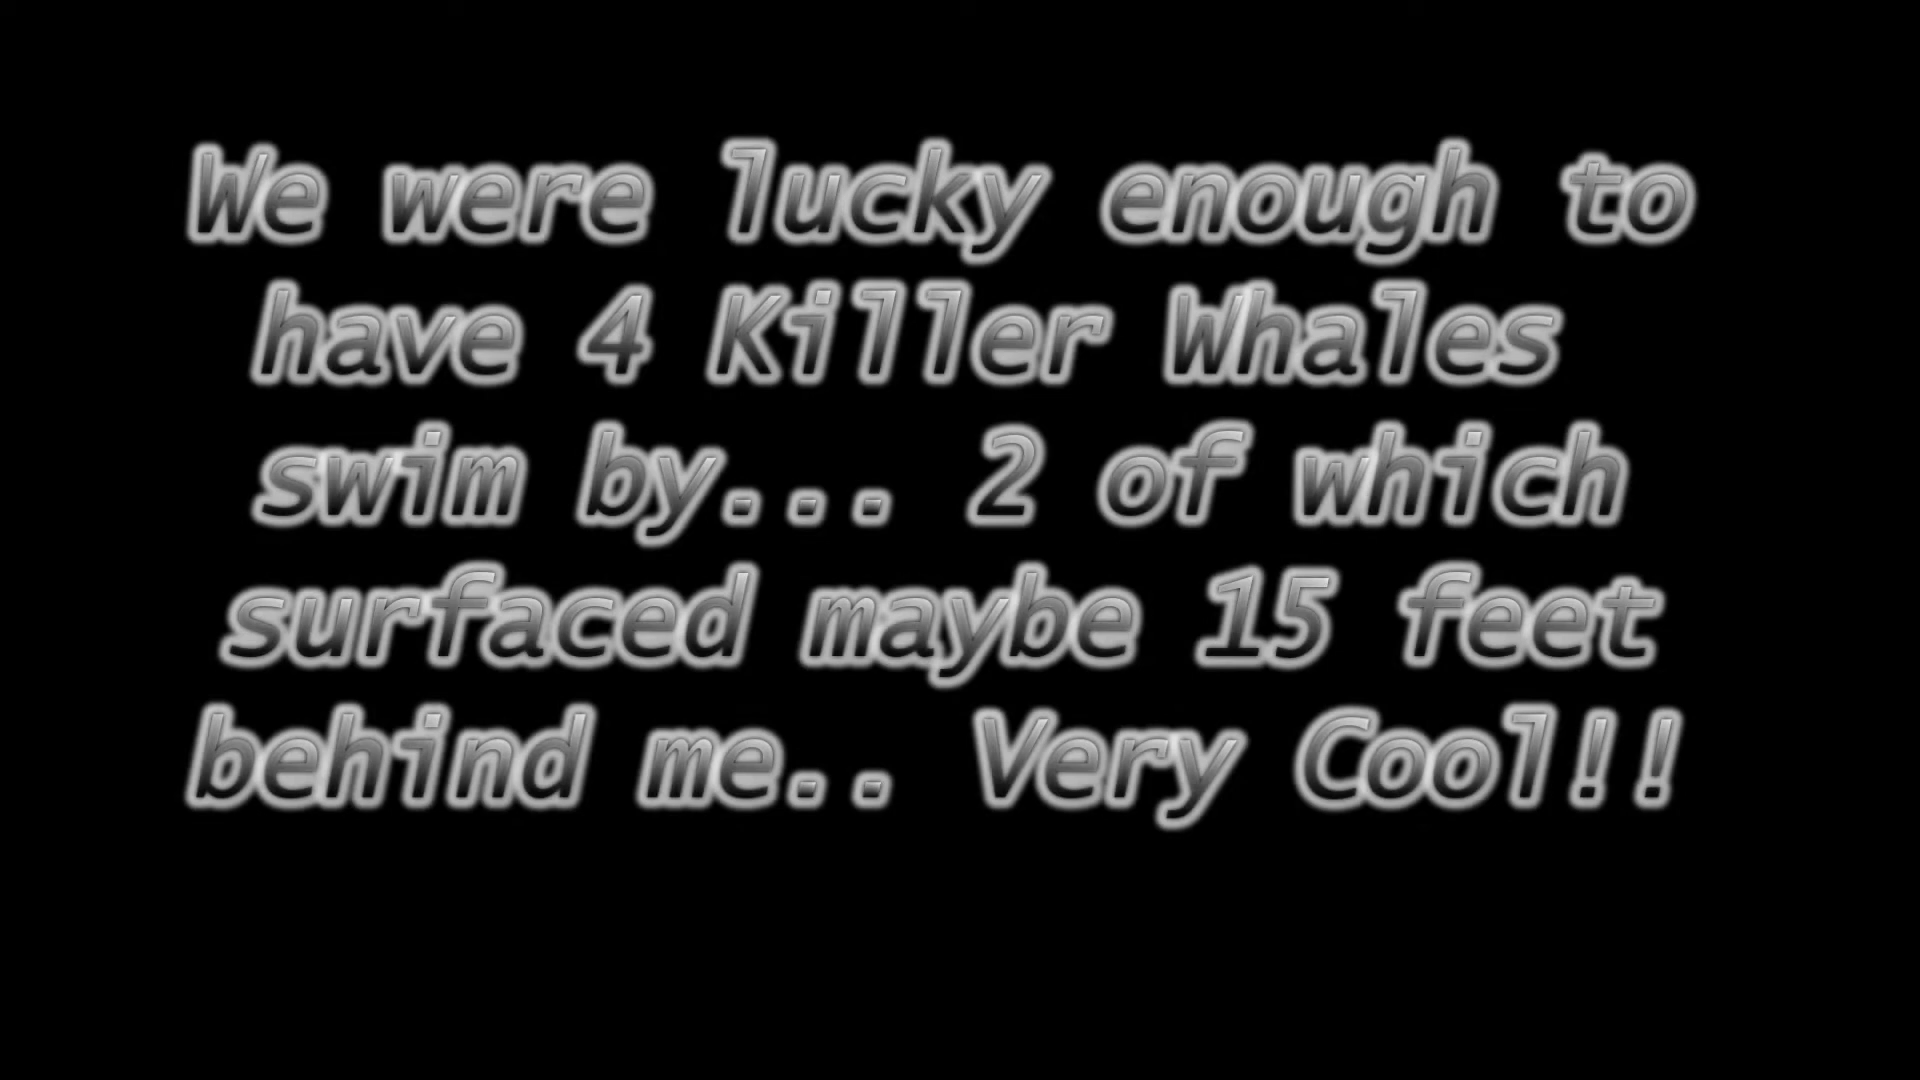 We were lucky enough to
have 4 Killer Whales
swim by... 2 of which
surfaced maybe 15 feet
behind me.. Very Cool!!